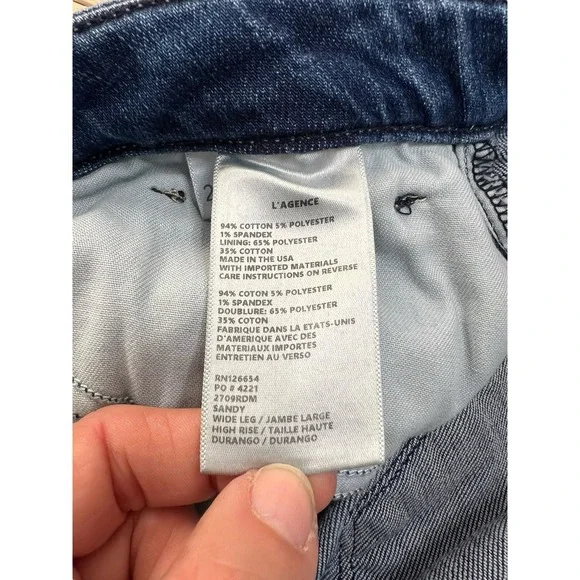 2
L'AGENCE
94% COTTON 5% POLYESTER
1% SPANDEX
LINING: 65% POLYESTER
35% COTTON
MADE IN THE USA
WITH IMPORTED MATERIALS
CARE INSTRUCTIONS ON REVERSE
94% COTON 5% POLYESTER
1% SPANDEX
DOUBLURE: 65% POLYESTER
35% COTON
FABRIQUE DANS LA ETATS-UNIS
D'AMERIQUE AVEC DES
MATERIAUX IMPORTES
ENTRETIEN AU VERSO
RN126654
PO # 4221
2709RDM
SANDY
WIDE LEG / JAMBE LARGE
HIGH RISE / TAILLE HAUTE
DURANGO / DURANGO